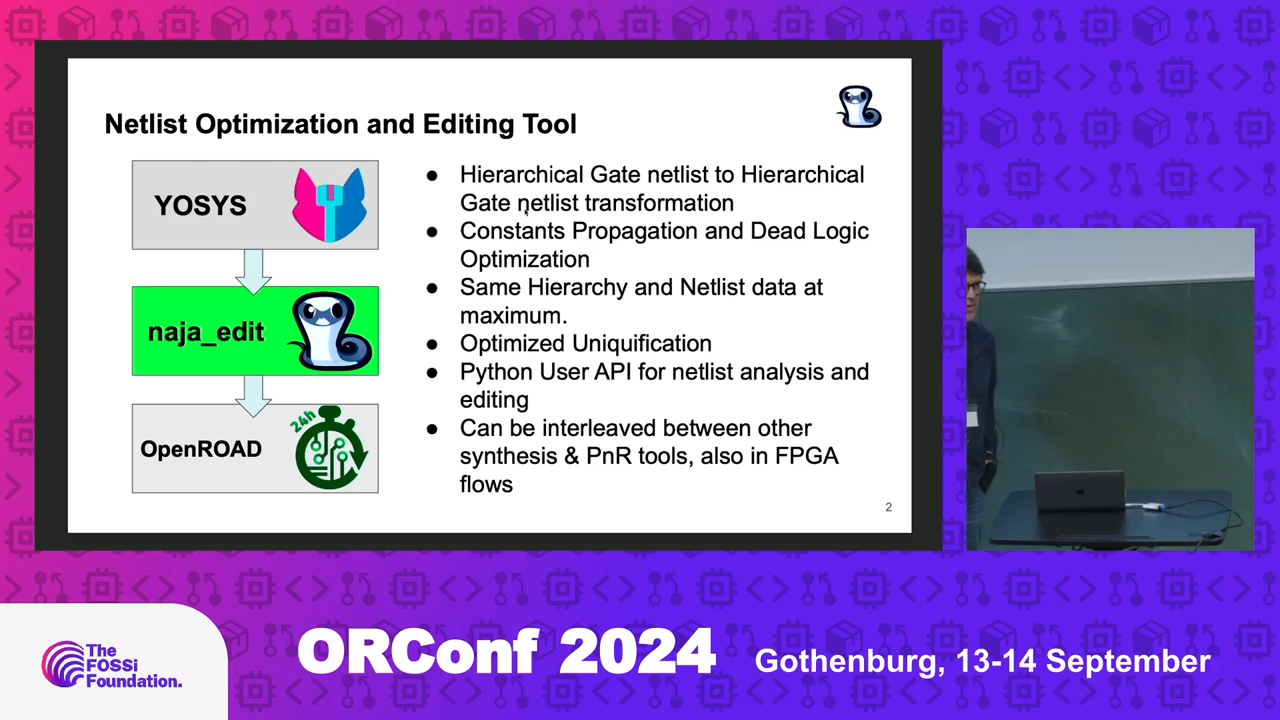 Netlist Optimization and Editing Tool
YOSYS
naja_edit
24h
OpenROAD
● Hierarchical Gate netlist to Hierarchical
Gate netlist transformation
● Constants Propagation and Dead Logic
Optimization
● Same Hierarchy and Netlist data at
maximum.
● Optimized Uniquification
● Python User API for netlist analysis and
editing
● Can be interleaved between other
synthesis & PnR tools, also in FPGA
flows
2
The
FOSSi
Foundation.
ORConf 2024
Gothenburg, 13-14 September